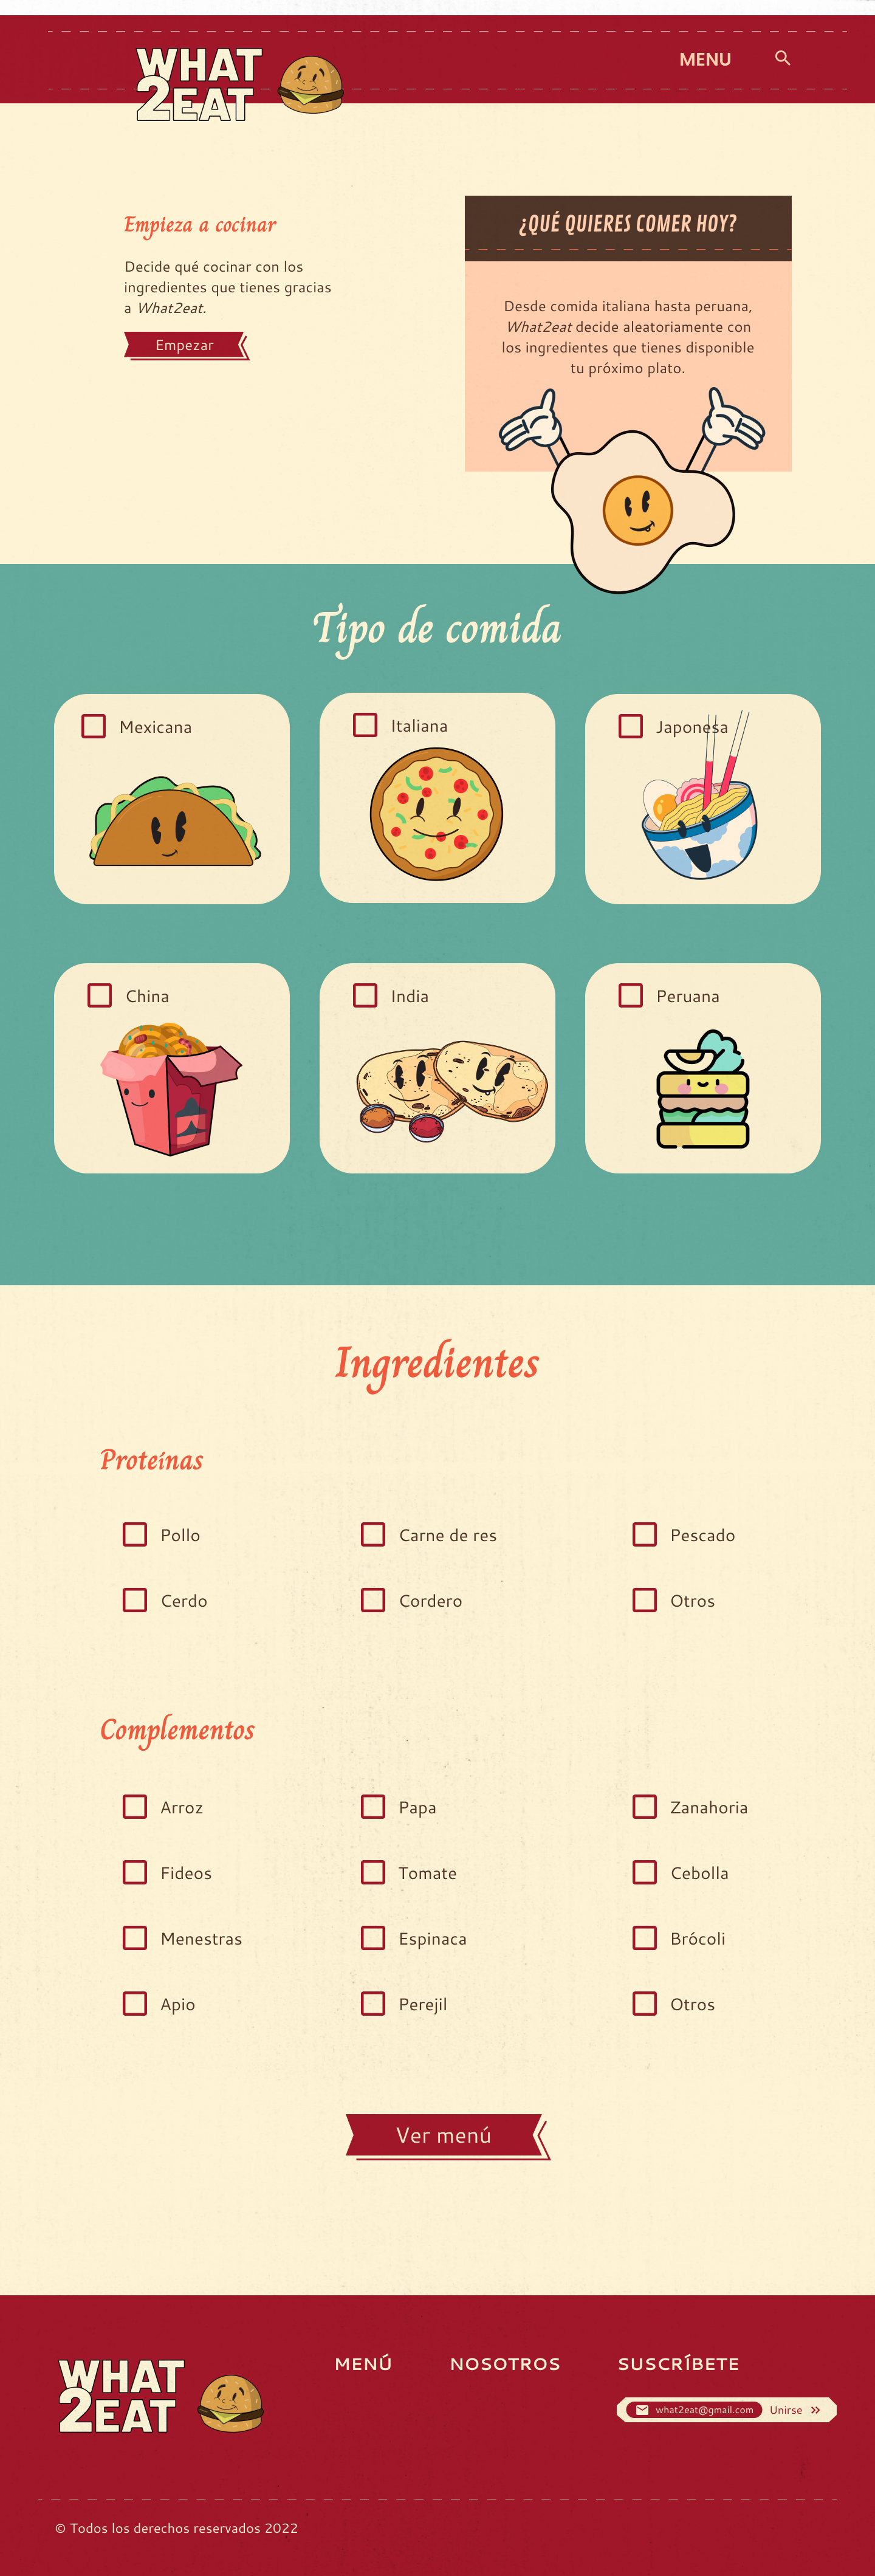 WHAT
2EAT
MENU
Empieza a cocinar
Decide qué cocinar con los
ingredientes que tienes gracias
a What2eat.
Empezar
¿QUÉ QUIERES COMER HOY?
Desde comida italiana hasta peruana,
What2eat decide aleatoriamente con
los ingredientes que tienes disponible
tu próximo plato.
Tipo de comida
Mexicana
Italiana
Japonesa
China
India
Peruana
Ingredientes
Proteínas
Pollo
Carne de res
Pescado
Cerdo
Cordero
Otros
Complementos
Arroz
Papa
Zanahoria
Fideos
Tomate
Cebolla
Menestras
Espinaca
Brócoli
Apio
Perejil
Otros
Ver menú
WHAT
2EAT
MENÚ
NOSOTROS
SUSCRÍBETE
what2eat@gmail.com
Unirse »
© Todos los derechos reservados 2022